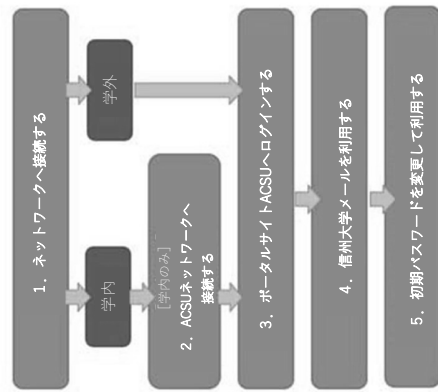 1. ネットワークへ接続する
学内
学外
[学内のみ]
2. ACSUネットワークへ
接続する
3. ポータルサイトACSUへログインする
4. 信州大学メールを利用する
5. 初期パスワードを変更して利用する